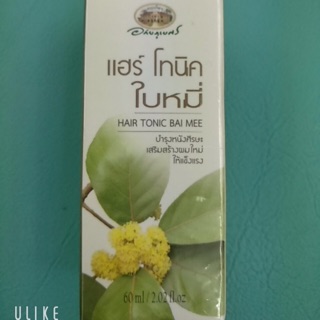 อภัยภูเบศร
แฮร์ โทนิค
ใบหมี่
HAIR TONIC BAI MEE
บำรุงหนังศีรษะ
เสริมสร้างผมใหม่
ให้แข็งแรง
60 ml / 2.02 fl.oz
ULIKE